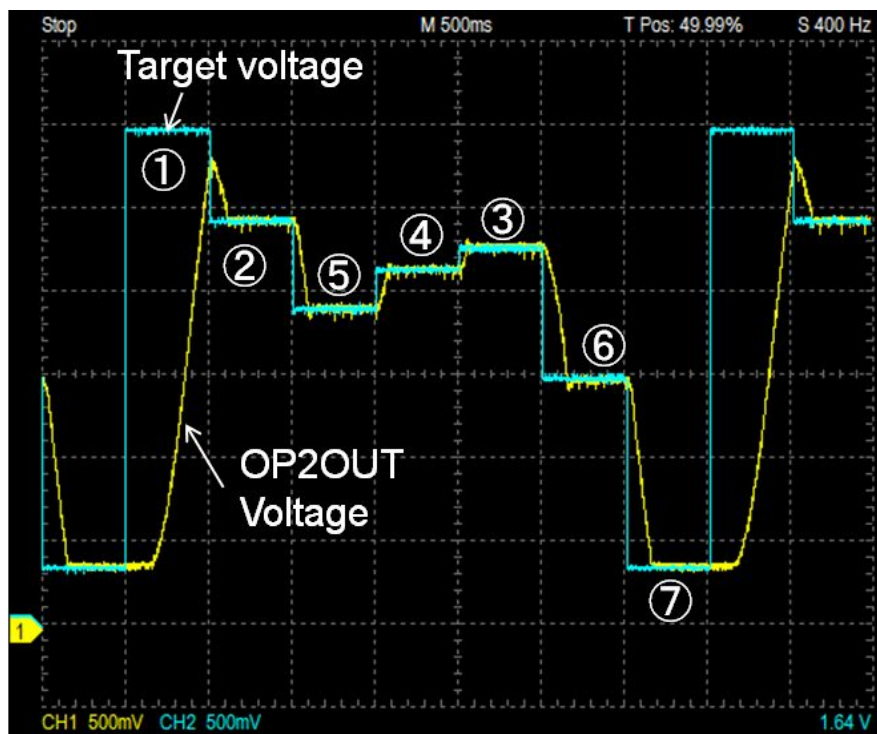 Stop M 500ms T Pos: 49.99% S 400 Hz
Target voltage
①
②
③
④
⑤
⑥
OP2OUT
Voltage
⑦
1
CH1 500mV CH2 500mV 1.64 V